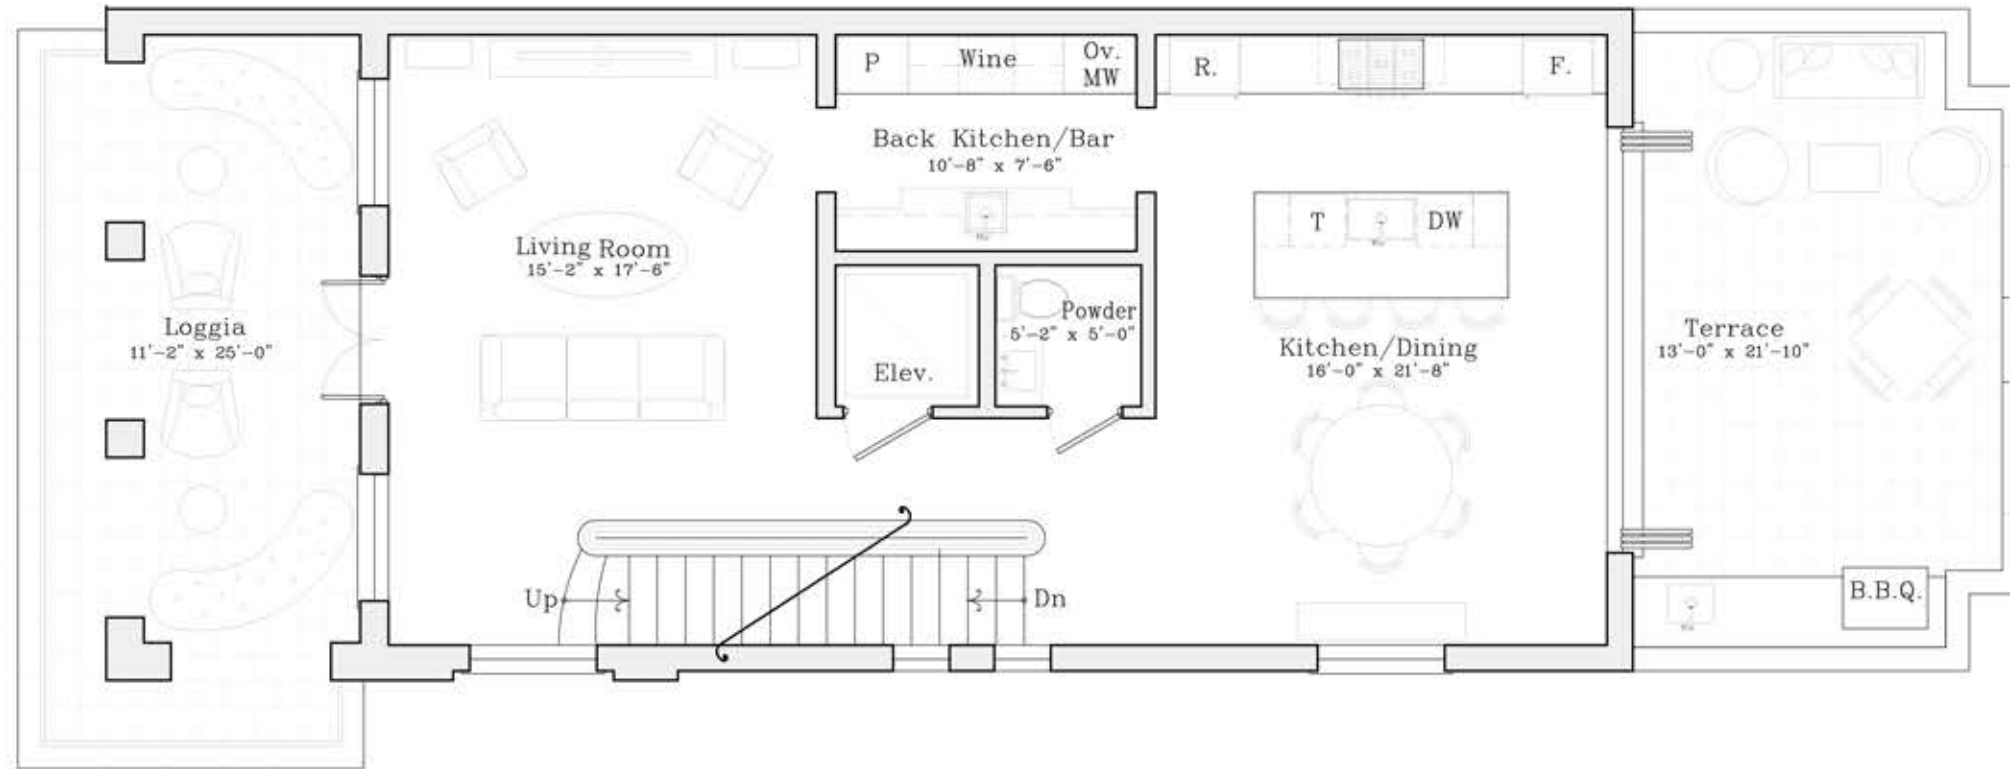 P
Wine
Ov.
MW
R.
F.
Back Kitchen/Bar
10'-8" x 7'-6"
T
DW
Living Room
15'-2" x 17'-6"
Powder
5'-2" x 5'-0"
Loggia
11'-2" x 25'-0"
Elev.
Kitchen/Dining
16'-0" x 21'-8"
Terrace
13'-0" x 21'-10"
Up
Dn
B.B.Q.